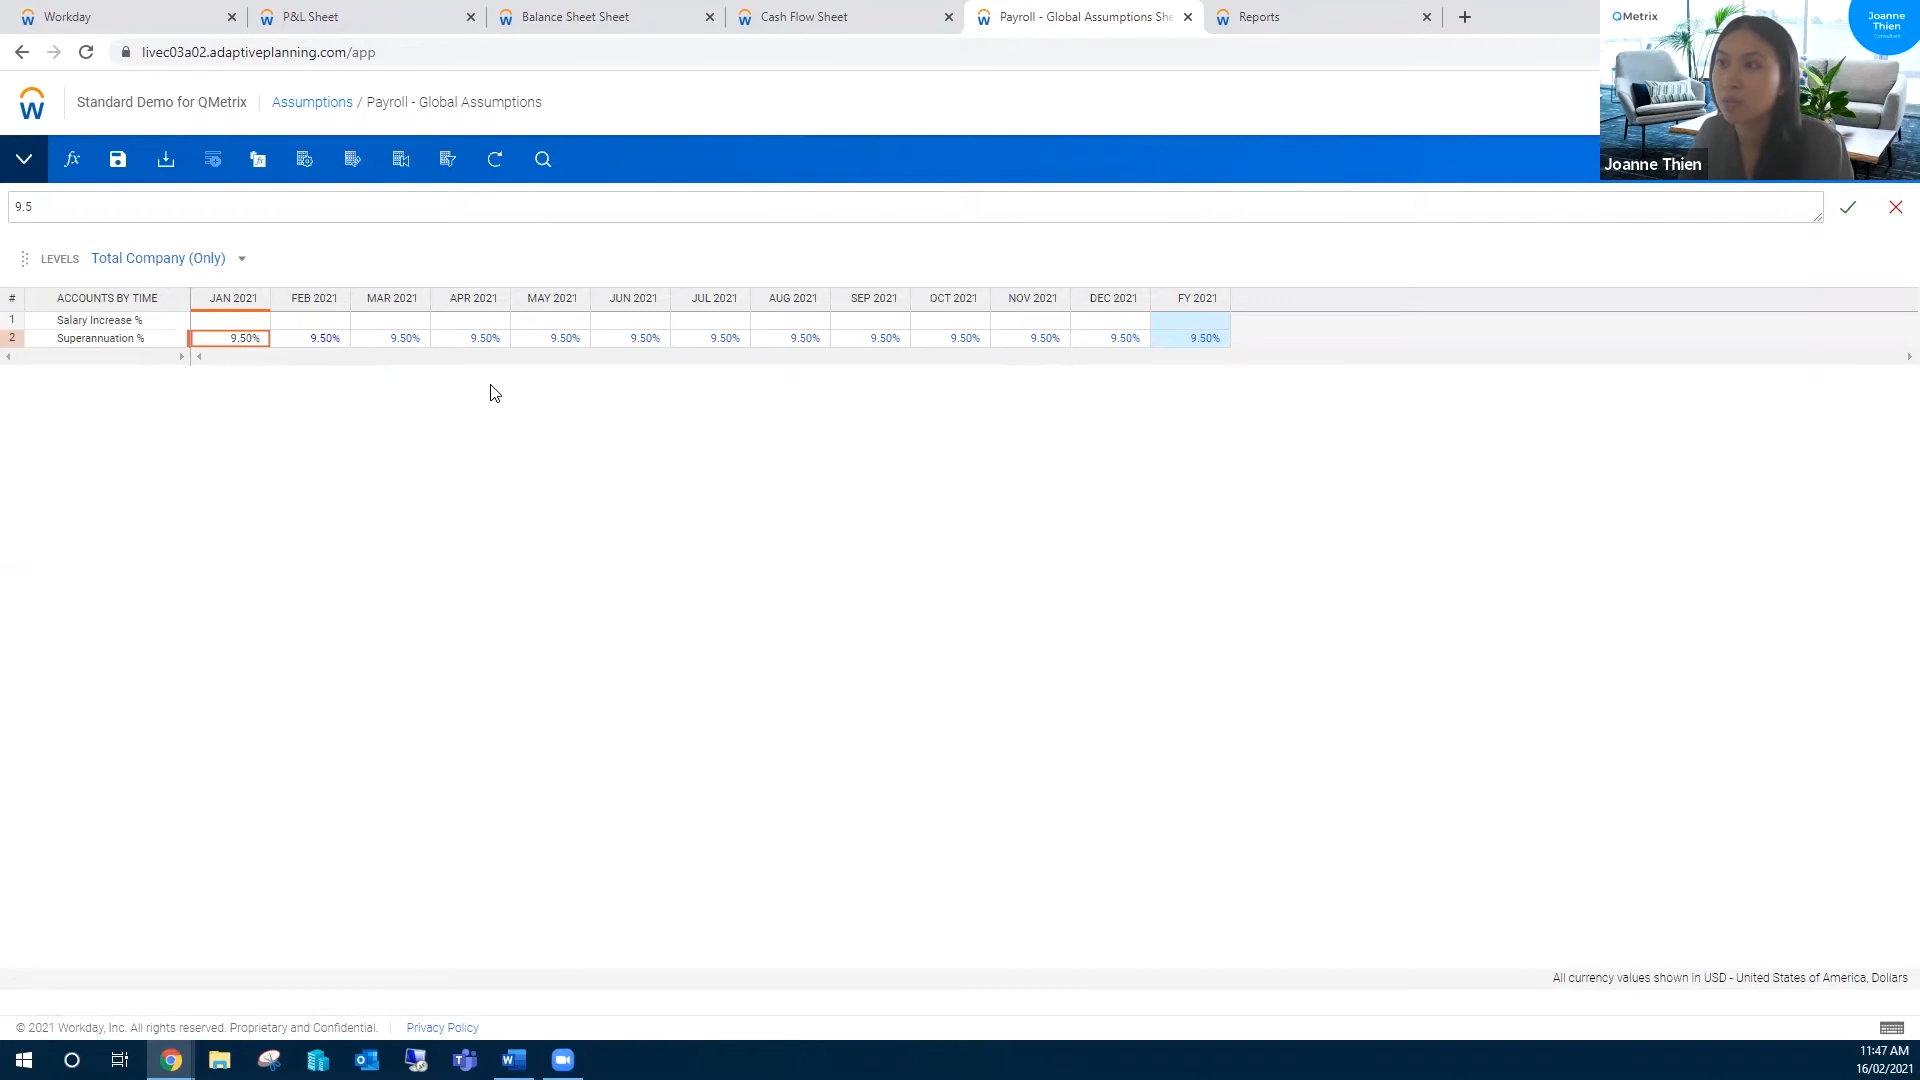 Workday
P&L Sheet
Balance Sheet Sheet
Cash Flow Sheet
Payroll - Global Assumptions She
Reports
livec03a02.adaptiveplanning.com/app
QMetrix
Joanne
Thien
Consultant
Joanne Thien
Standard Demo for QMetrix
Assumptions / Payroll - Global Assumptions
9.5
LEVELS Total Company (Only)
# ACCOUNTS BY TIME JAN 2021 FEB 2021 MAR 2021 APR 2021 MAY 2021 JUN 2021 JUL 2021 AUG 2021 SEP 2021 OCT 2021 NOV 2021 DEC 2021 FY 2021
1 Salary Increase %
2 Superannuation % 9.50% 9.50% 9.50% 9.50% 9.50% 9.50% 9.50% 9.50% 9.50% 9.50% 9.50% 9.50% 9.50%
All currency values shown in USD - United States of America, Dollars
© 2021 Workday, Inc. All rights reserved. Proprietary and Confidential. Privacy Policy
11:47 AM
16/02/2021